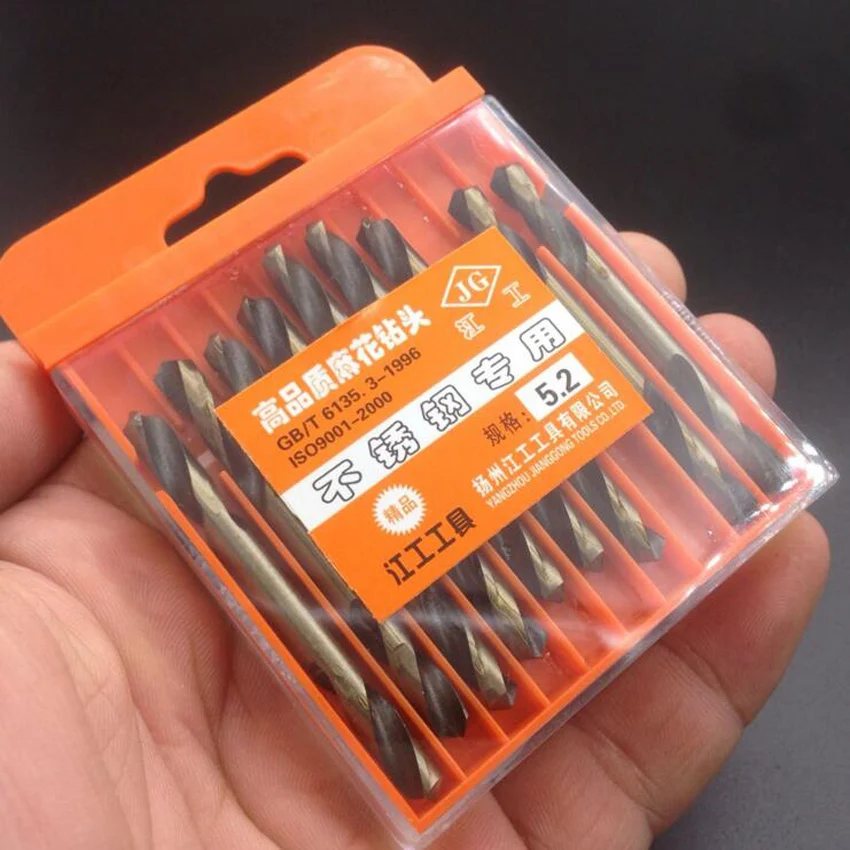 JG
江工
高品质麻花钻头
GB/T 6135. 3-1996
ISO9001-2000
不锈钢专用
规格: 5.2
精品
江工工具
扬州江工工具有限公司
YANGZHOU JIANGGONG TOOLS CO.,LTD